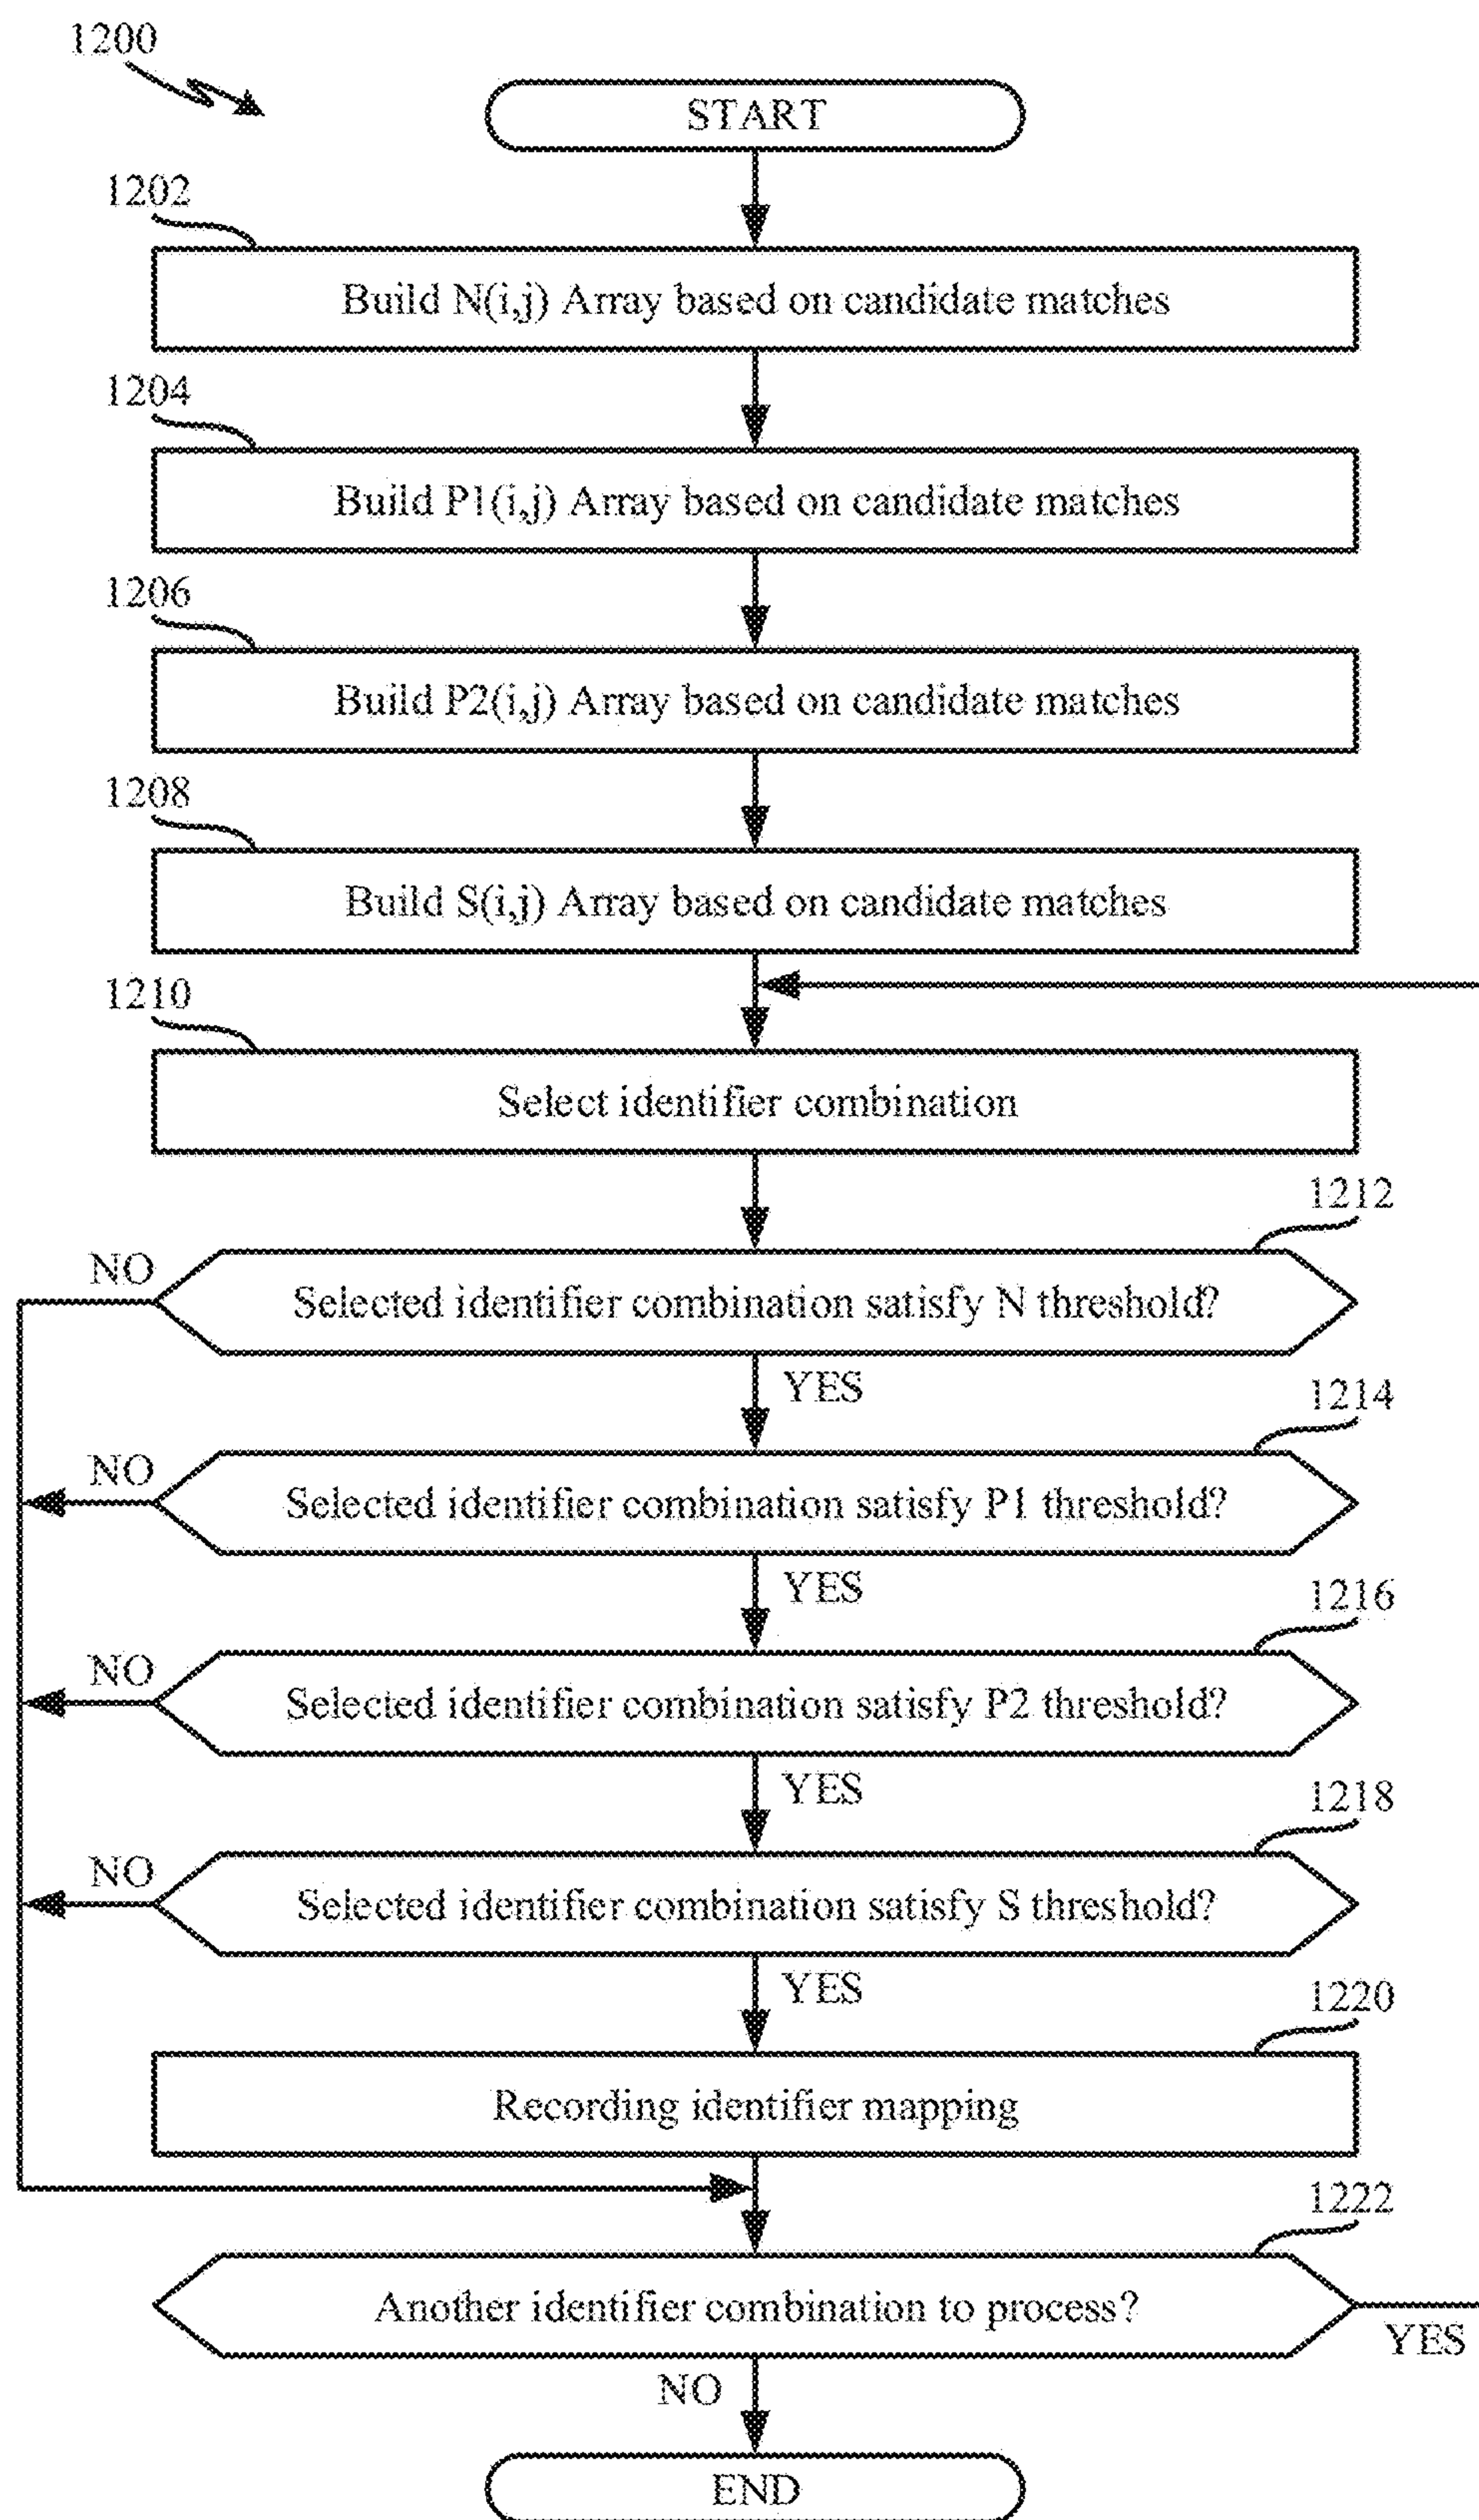 1200
START
1202
Build N(i,j) Array based on candidate matches
1204
Build P1(i,j) Array based on candidate matches
1206
Build P2(i,j) Array based on candidate matches
1208
Build S(i,j) Array based on candidate matches
1210
Select identifier combination
1212
NO
Selected identifier combination satisfy N threshold?
YES
1214
NO
Selected identifier combination satisfy P1 threshold?
YES
1216
NO
Selected identifier combination satisfy P2 threshold?
YES
1218
NO
Selected identifier combination satisfy S threshold?
YES
1220
Recording identifier mapping
1222
Another identifier combination to process?
YES
NO
END